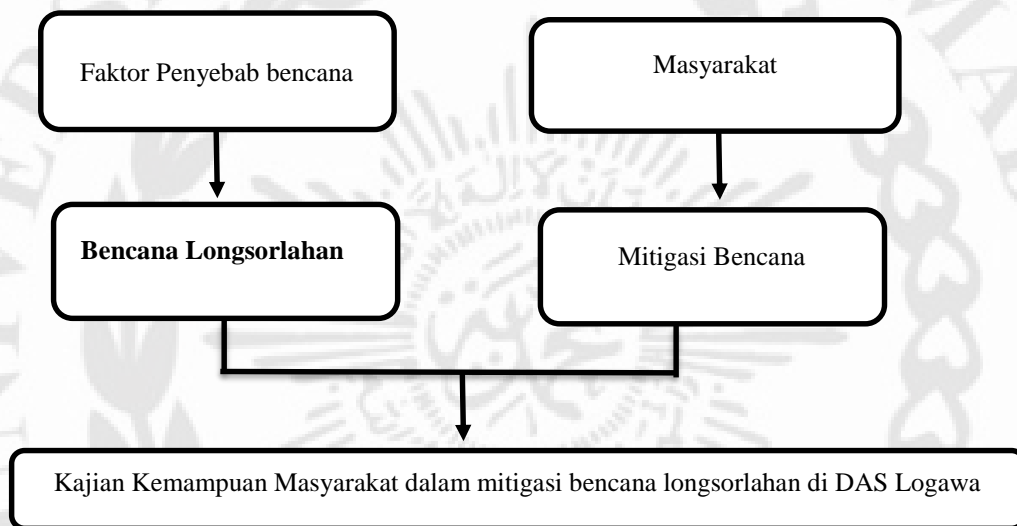 Faktor Penyebab bencana
Masyarakat
Bencana Longsorlahan
Mitigasi Bencana
Kajian Kemampuan Masyarakat dalam mitigasi bencana longsorlahan di DAS Logawa